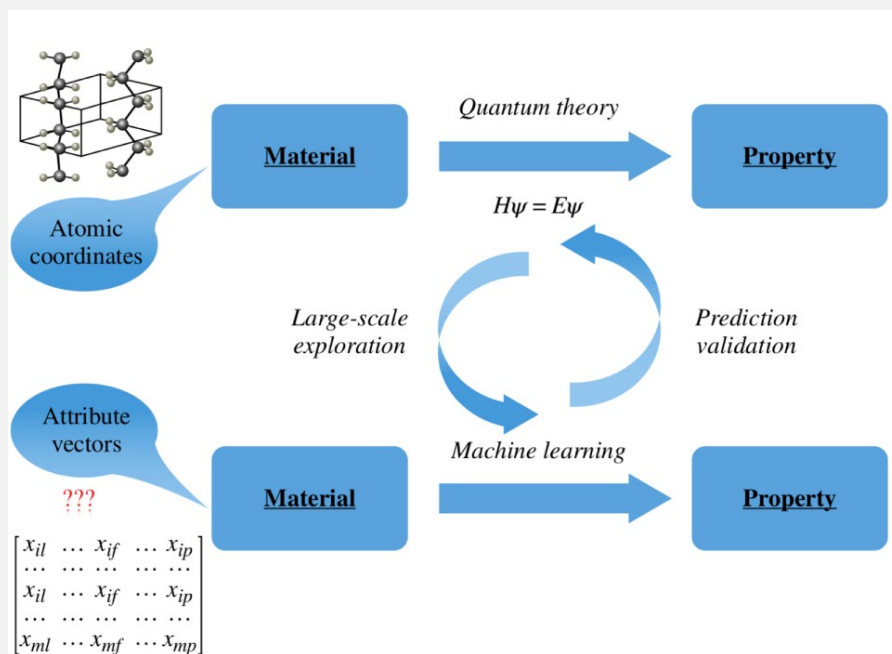 Quantum theory
Material
Property
Atomic
coordinates
Hψ = Eψ
Large-scale
exploration
Prediction
validation
Attribute
vectors
Machine learning
Material
Property
???
x_il … x_if … x_ip
… … … … …
x_il … x_if … x_ip
… … … … …
x_ml … x_mf … x_mp